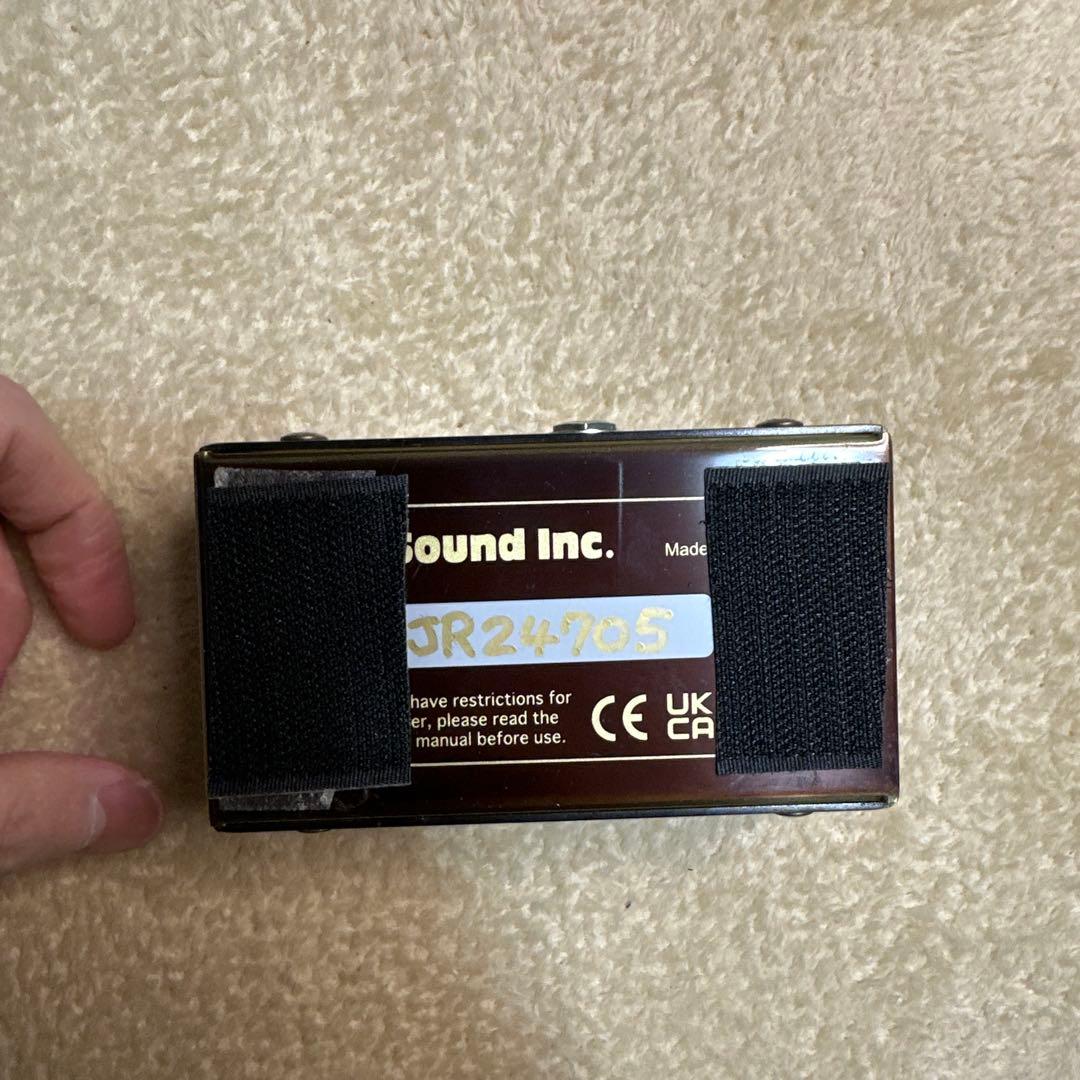 Sound Inc.
Made
JR24705
have restrictions for
er, please read the
manual before use.
CE
UK
CA